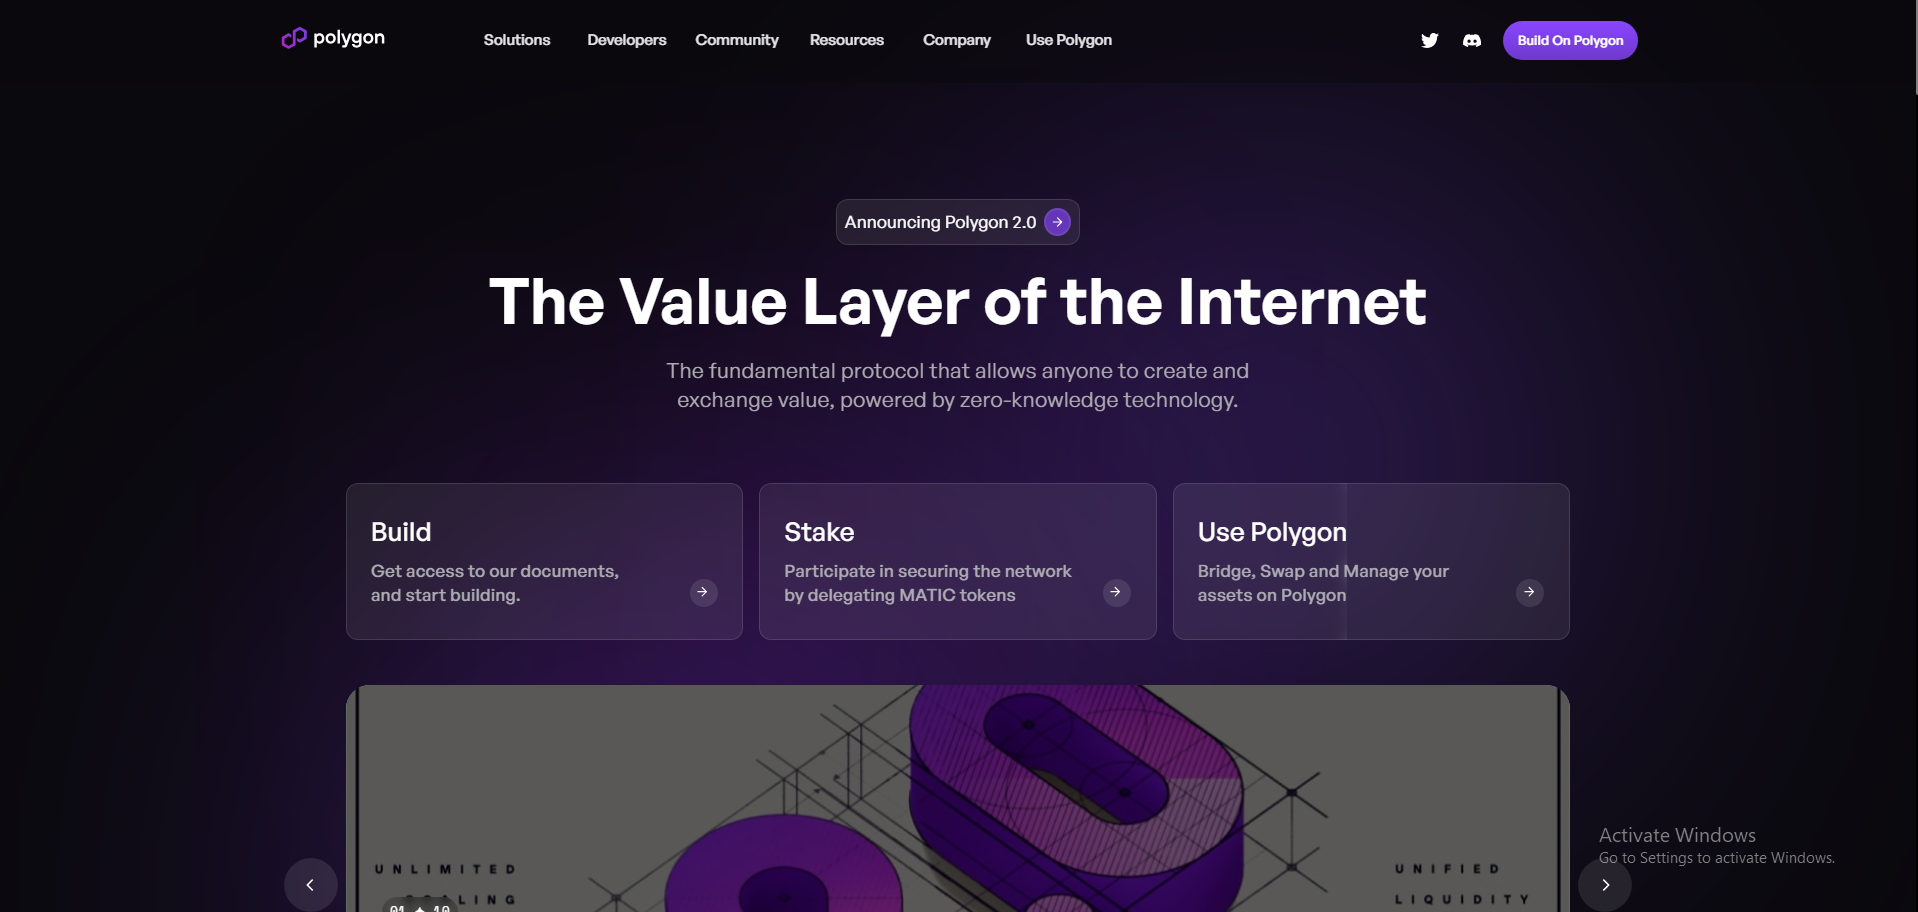 polygon
Solutions
Developers
Community
Resources
Company
Use Polygon
Build On Polygon
Announcing Polygon 2.0
The Value Layer of the Internet
The fundamental protocol that allows anyone to create and
exchange value, powered by zero-knowledge technology.
Build
Get access to our documents,
and start building.
Stake
Participate in securing the network
by delegating MATIC tokens
Use Polygon
Bridge, Swap and Manage your
assets on Polygon
UNLIMITED
SCALING
UNIFIED
LIQUIDITY
Activate Windows
Go to Settings to activate Windows.